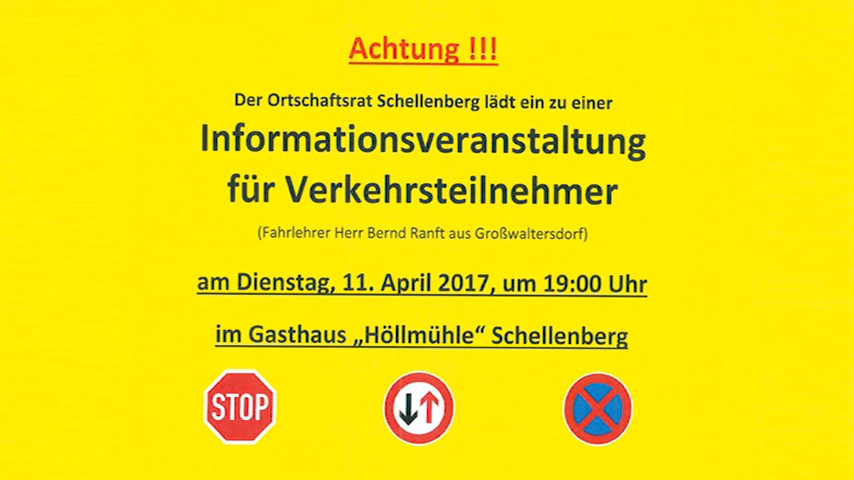 Achtung !!!
Der Ortschaftsrat Schellenberg lädt ein zu einer
Informationsveranstaltung
für Verkehrsteilnehmer
(Fahrlehrer Herr Bernd Ranft aus Großwaltersdorf)
am Dienstag, 11. April 2017, um 19:00 Uhr
im Gasthaus „Höllmühle“ Schellenberg
STOP